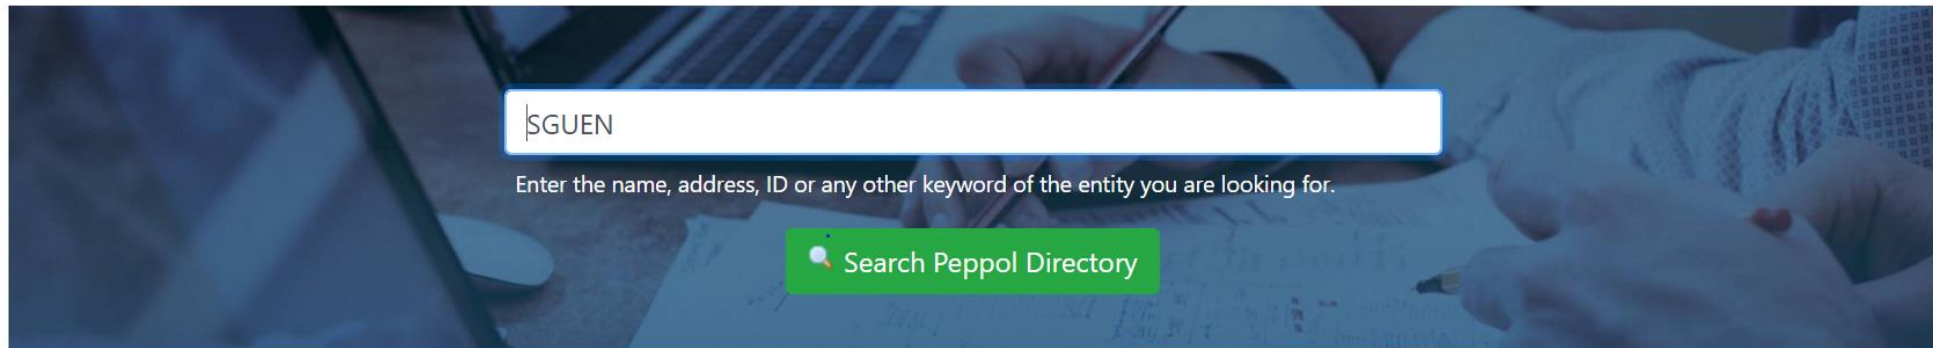 SGUEN
Enter the name, address, ID or any other keyword of the entity you are looking for.
Search Peppol Directory